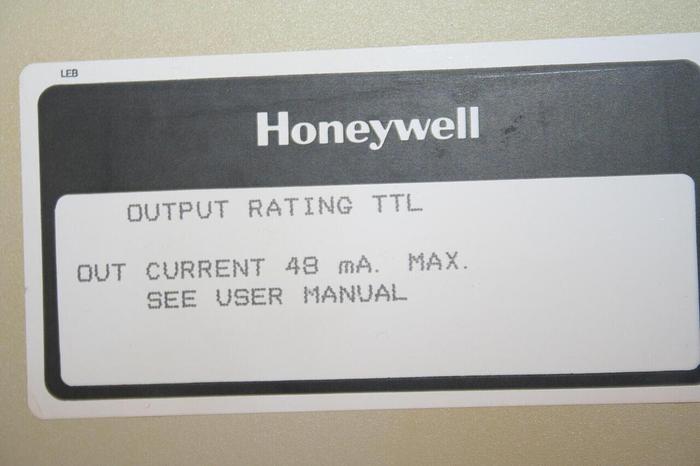 LEB
Honeywell
OUTPUT RATING TTL
OUT CURRENT 48 mA. MAX.
SEE USER MANUAL